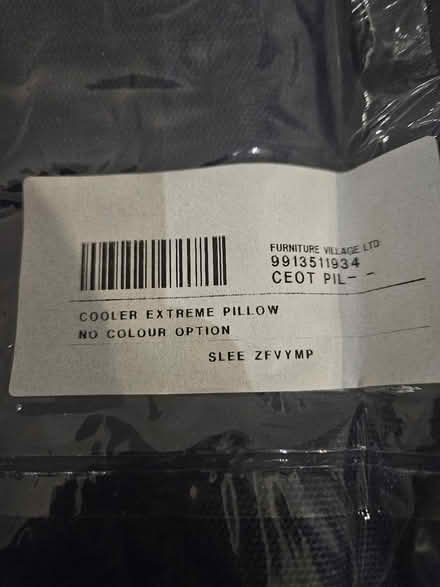 FURNITURE VILLAGE LTD
9913511934
CEOT PIL- -
COOLER EXTREME PILLOW
NO COLOUR OPTION
SLEE ZFVYMP